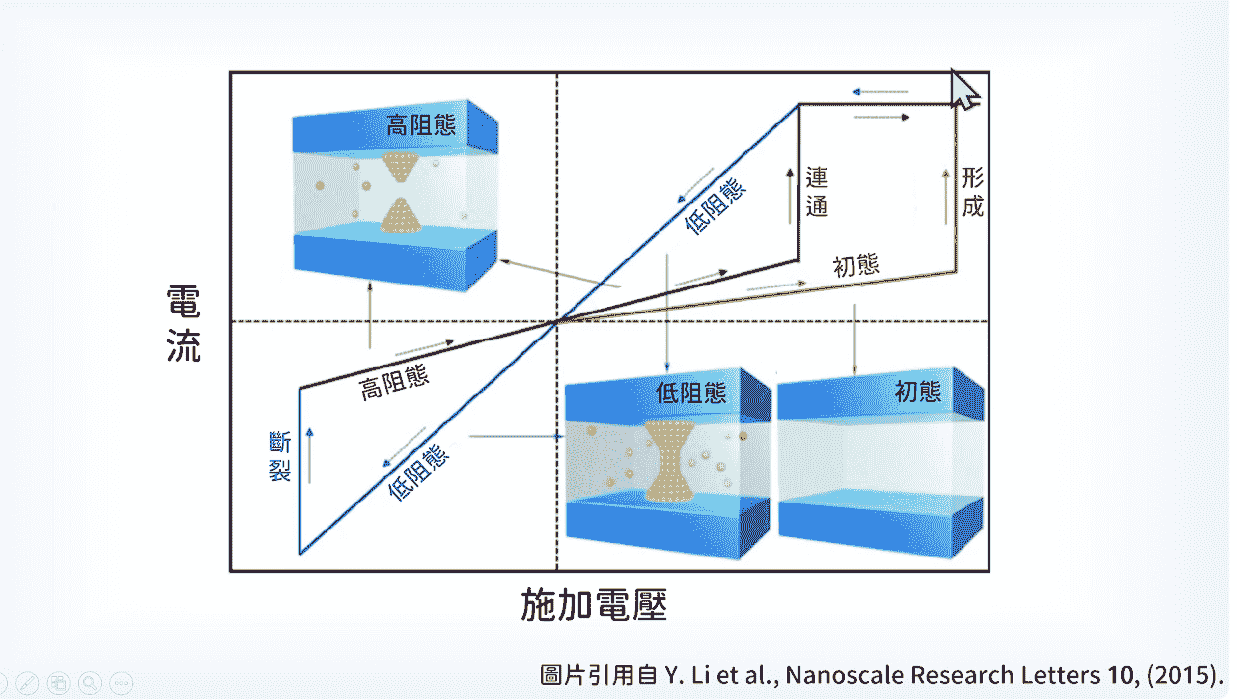 高阻態
低阻態
連通
形成
初態
電流
高阻態
斷裂
低阻態
低阻態
初態
施加電壓
圖片引用自 Y. Li et al., Nanoscale Research Letters 10, (2015).